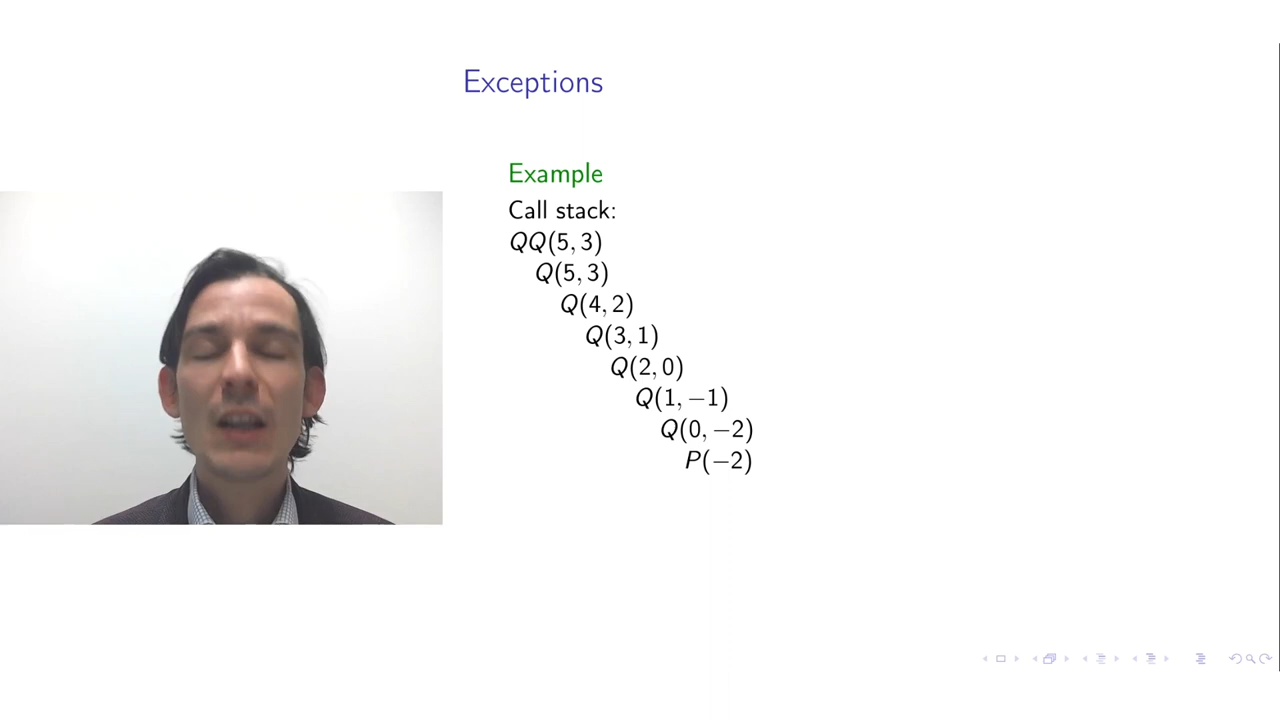 Exceptions
Example
Call stack:
QQ(5, 3)
Q(5, 3)
Q(4, 2)
Q(3, 1)
Q(2, 0)
Q(1, −1)
Q(0, −2)
P(−2)